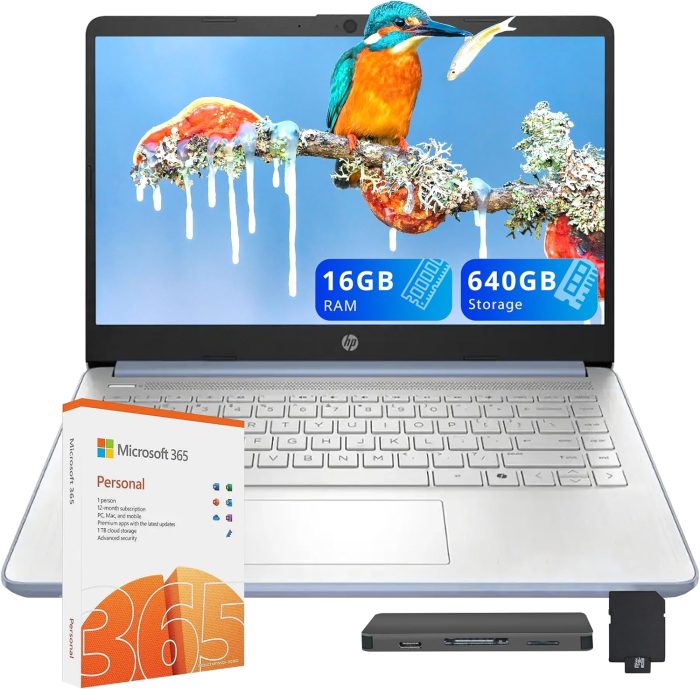 16GB
RAM
640GB
Storage
hp
Microsoft 365
Microsoft 365
Personal
1 person
12-month subscription
PC, Mac, and mobile
Premium apps with the latest updates
1 TB cloud storage
Advanced security
365
Personal